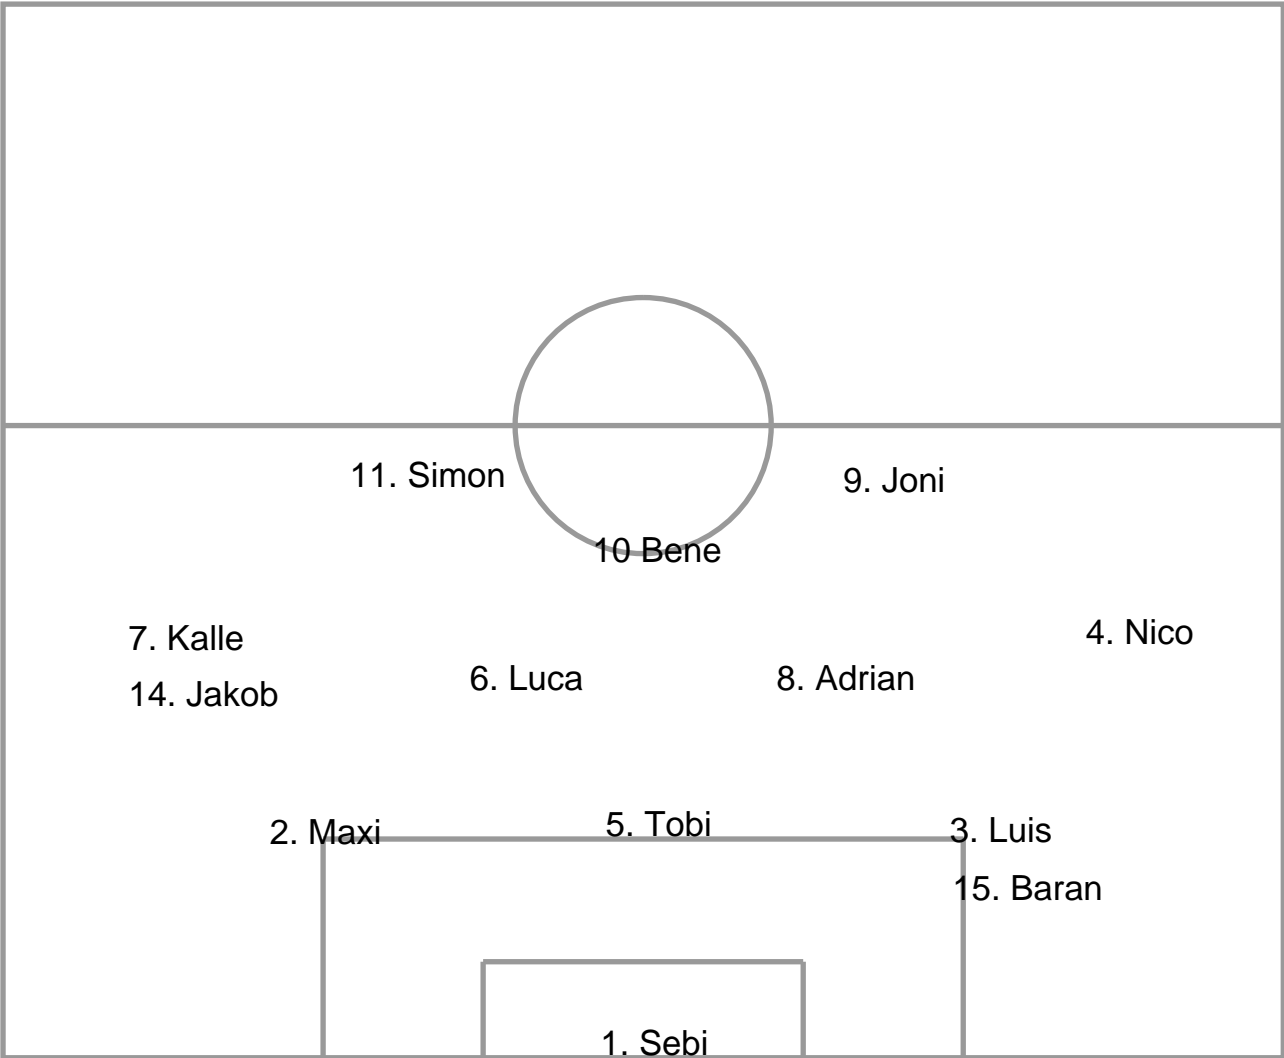 11. Simon
9. Joni
10 Bene
7. Kalle
4. Nico
14. Jakob
6. Luca
8. Adrian
2. Maxi
5. Tobi
3. Luis
15. Baran
1. Sebi